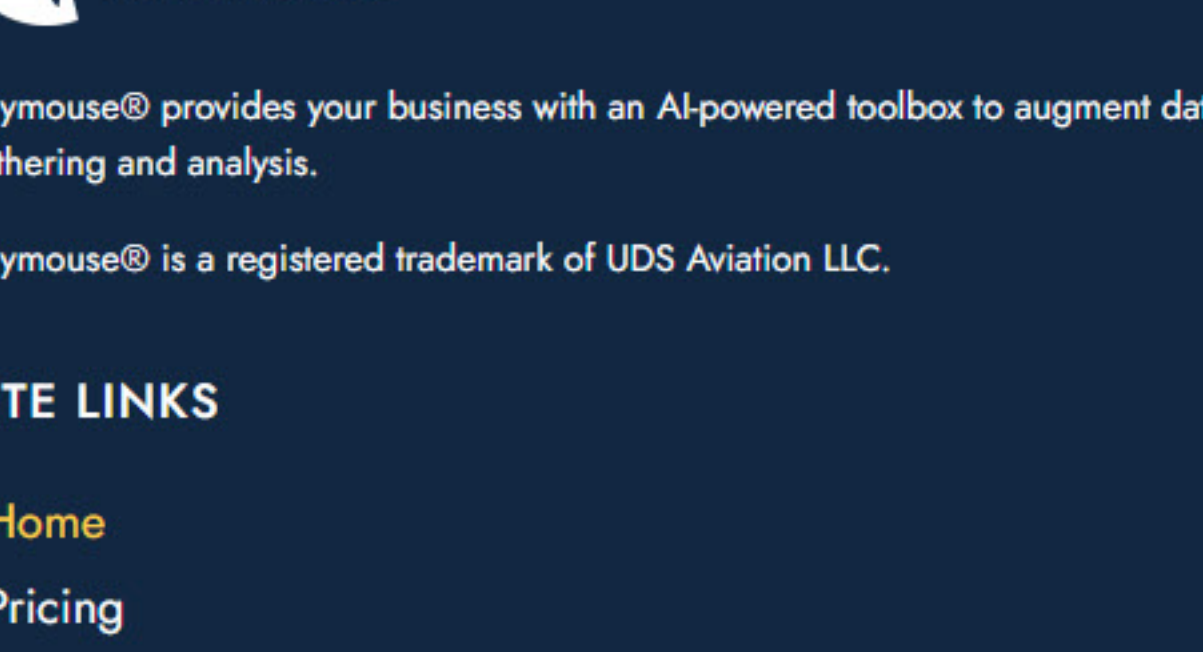 ymouse® provides your business with an AI-powered toolbox to augment dat
thering and analysis.
ymouse® is a registered trademark of UDS Aviation LLC.
TE LINKS
Home
Pricing